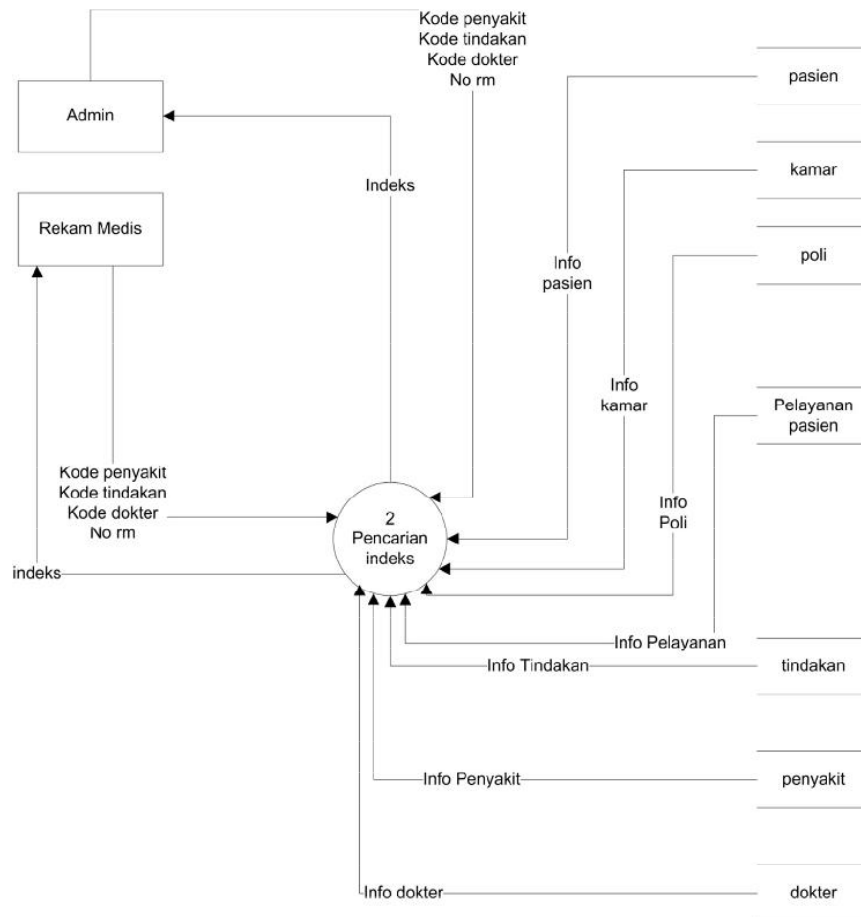 Kode penyakit
Kode tindakan
Kode dokter
No rm
pasien
Admin
kamar
Indeks
Rekam Medis
poli
Info
pasien
Info
kamar
Pelayanan
pasien
Kode penyakit
Kode tindakan
Kode dokter
No rm
Info
Poli
2
Pencarian
indeks
indeks
Info Pelayanan
Info Tindakan
tindakan
Info Penyakit
penyakit
Info dokter
dokter